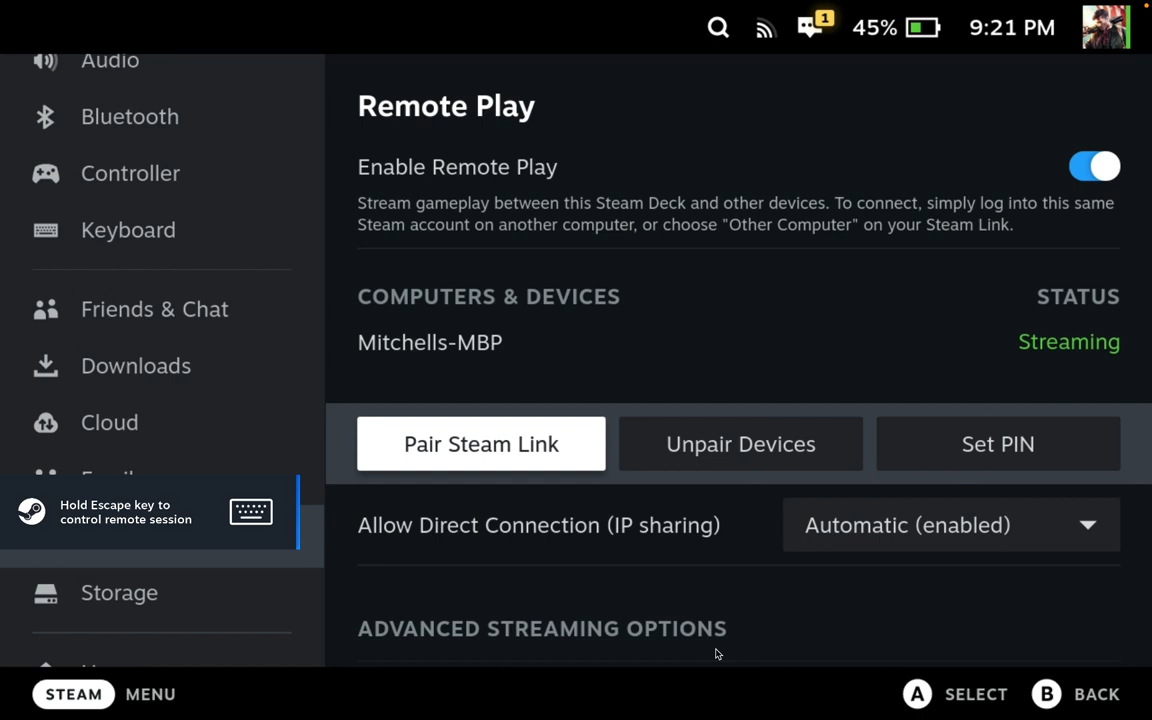 1
45%
9:21 PM
Audio
Bluetooth
Controller
Keyboard
Friends & Chat
Downloads
Cloud
Hold Escape key to
control remote session
Storage
Remote Play
Enable Remote Play
Stream gameplay between this Steam Deck and other devices. To connect, simply log into this same
Steam account on another computer, or choose "Other Computer" on your Steam Link.
COMPUTERS & DEVICES STATUS
Mitchells-MBP Streaming
Pair Steam Link Unpair Devices Set PIN
Allow Direct Connection (IP sharing) Automatic (enabled)
ADVANCED STREAMING OPTIONS
STEAM MENU A SELECT B BACK